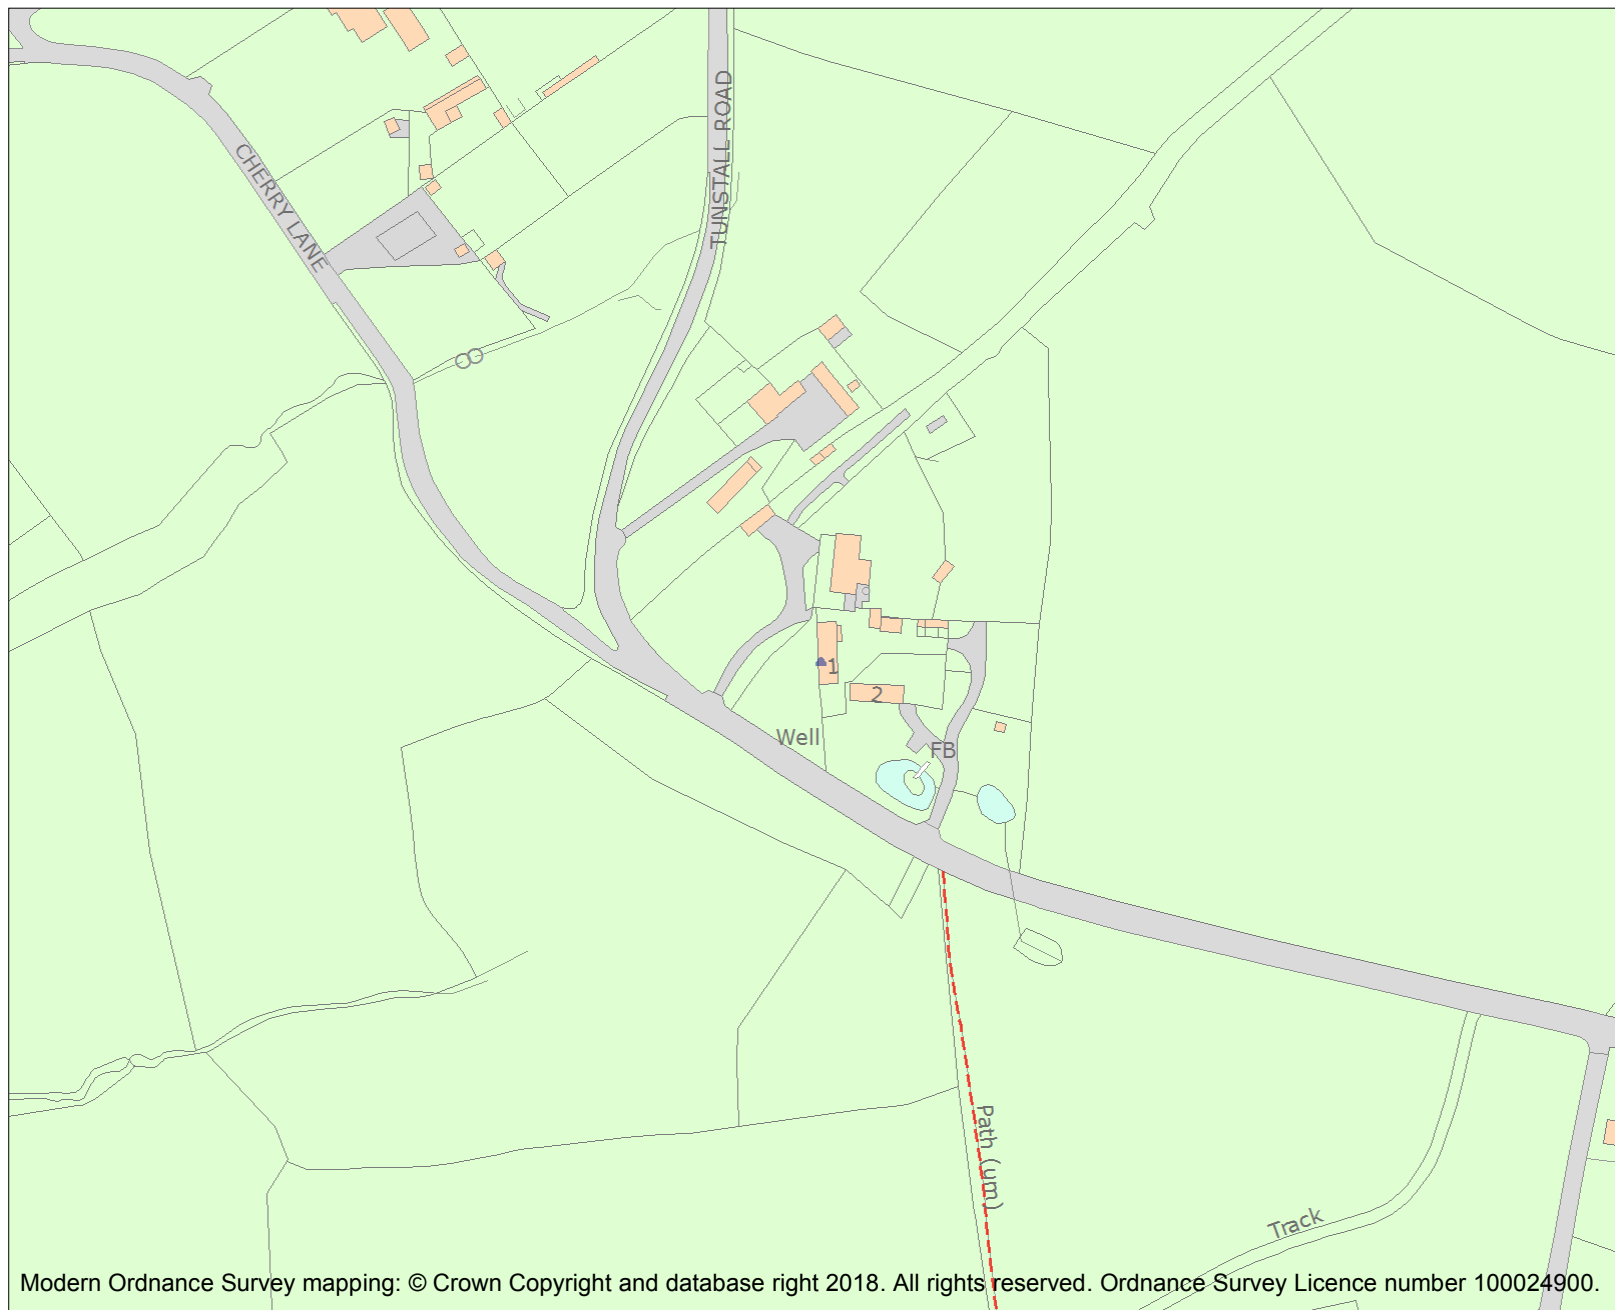 TUNSTALL ROAD
CHERRY LANE
1
2
Well
FB
Path (um)
Track
Modern Ordnance Survey mapping: © Crown Copyright and database right 2018. All rights reserved. Ordnance Survey Licence number 100024900.